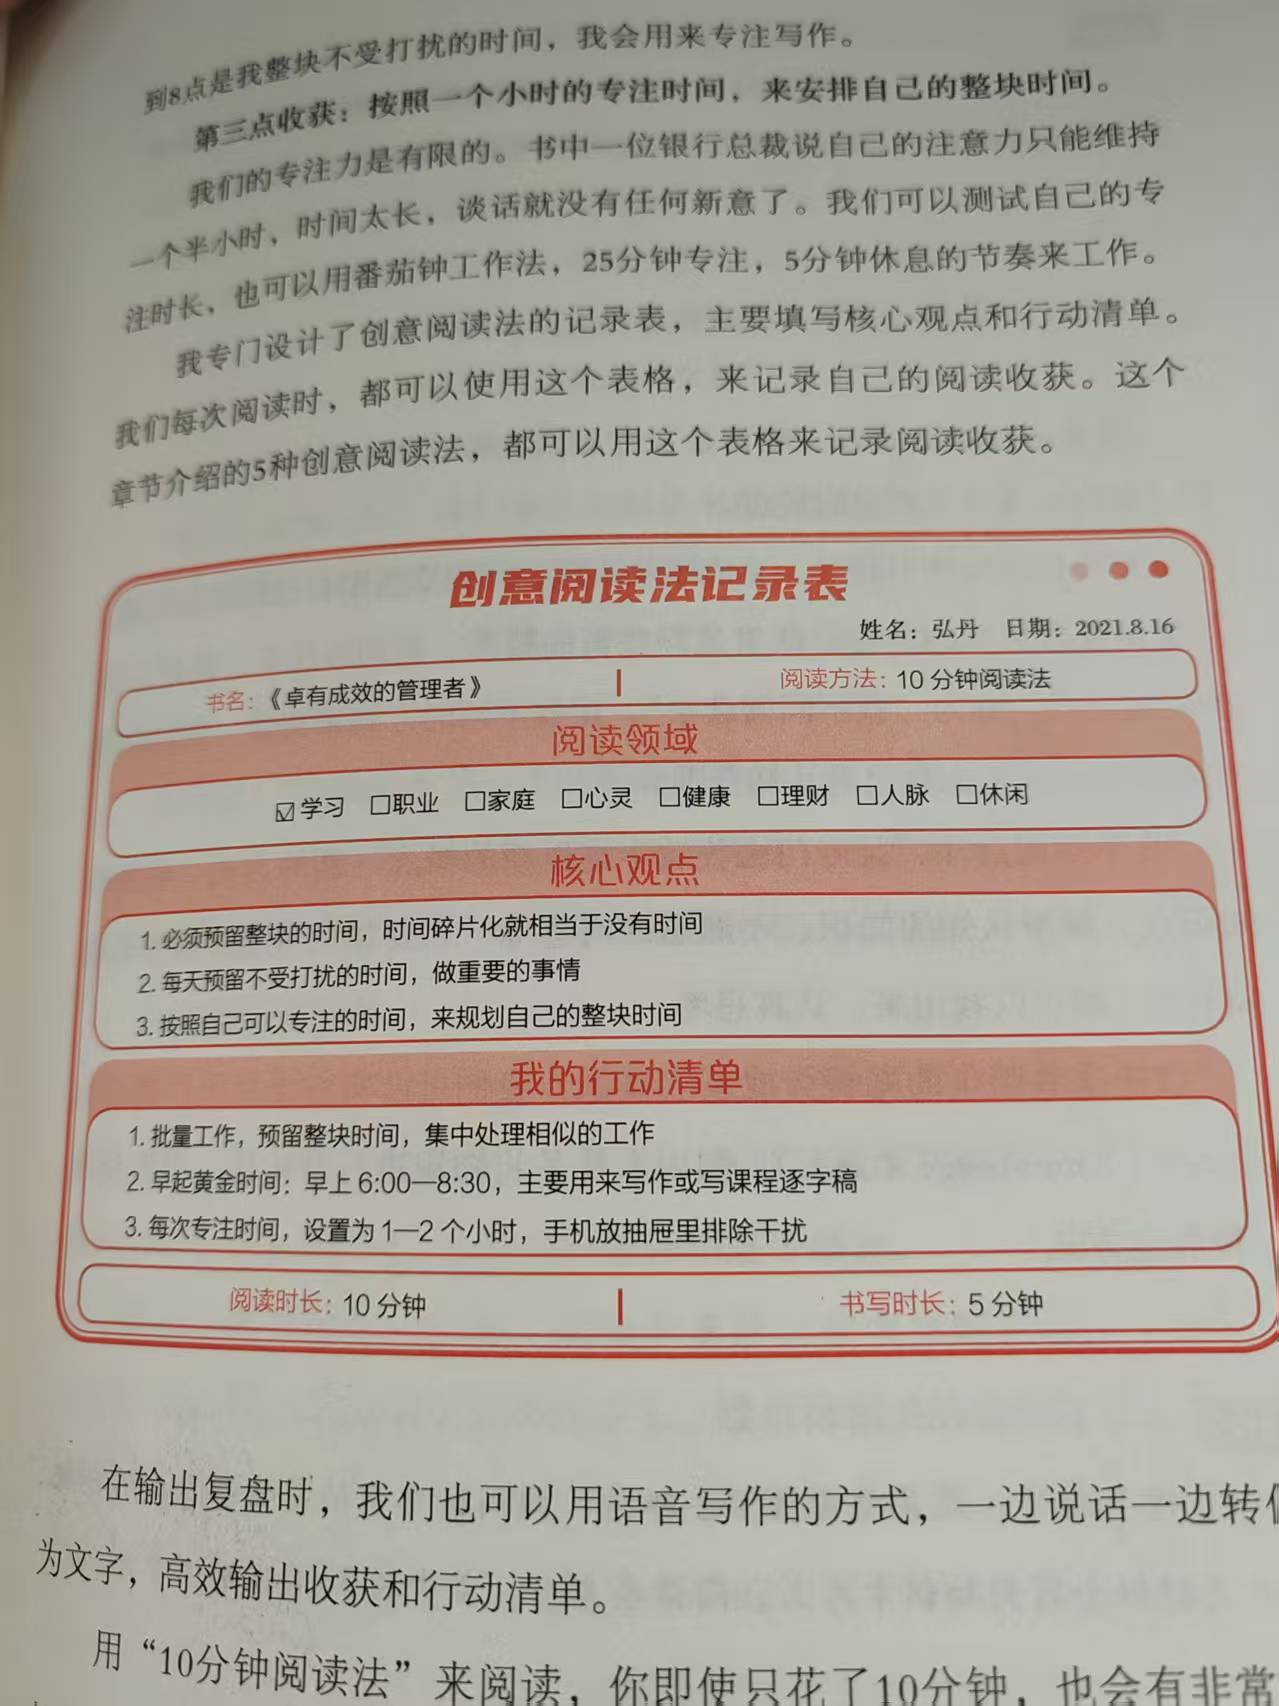 到8点是我整块不受打扰的时间，我会用来专注写作。
第三点收获：按照一个小时的专注时间，来安排自己的整块时间。
我们的专注力是有限的。书中一位银行总裁说自己的注意力只能维持
一个半小时，时间太长，谈话就没有任何新意了。我们可以测试自己的专
注时长，也可以用番茄钟工作法，25分钟专注，5分钟休息的节奏来工作。
我专门设计了创意阅读法的记录表，主要填写核心观点和行动清单。
我们每次阅读时，都可以使用这个表格，来记录自己的阅读收获。这个
章节介绍的5种创意阅读法，都可以用这个表格来记录阅读收获。
创意阅读法记录表
姓名：弘丹 日期：2021.8.16
书名：《卓有成效的管理者》 阅读方法：10 分钟阅读法
阅读领域
☑学习 □职业 □家庭 □心灵 □健康 □理财 □人脉 □休闲
核心观点
1. 必须预留整块的时间，时间碎片化就相当于没有时间
2. 每天预留不受打扰的时间，做重要的事情
3. 按照自己可以专注的时间，来规划自己的整块时间
我的行动清单
1. 批量工作，预留整块时间，集中处理相似的工作
2. 早起黄金时间：早上 6:00—8:30，主要用来写作或写课程逐字稿
3. 每次专注时间，设置为 1—2 个小时，手机放抽屉里排除干扰
阅读时长：10 分钟 书写时长：5 分钟
在输出复盘时，我们也可以用语音写作的方式，一边说话一边转
为文字，高效输出收获和行动清单。
用“10分钟阅读法”来阅读，你即使只花了10分钟，也会有非常